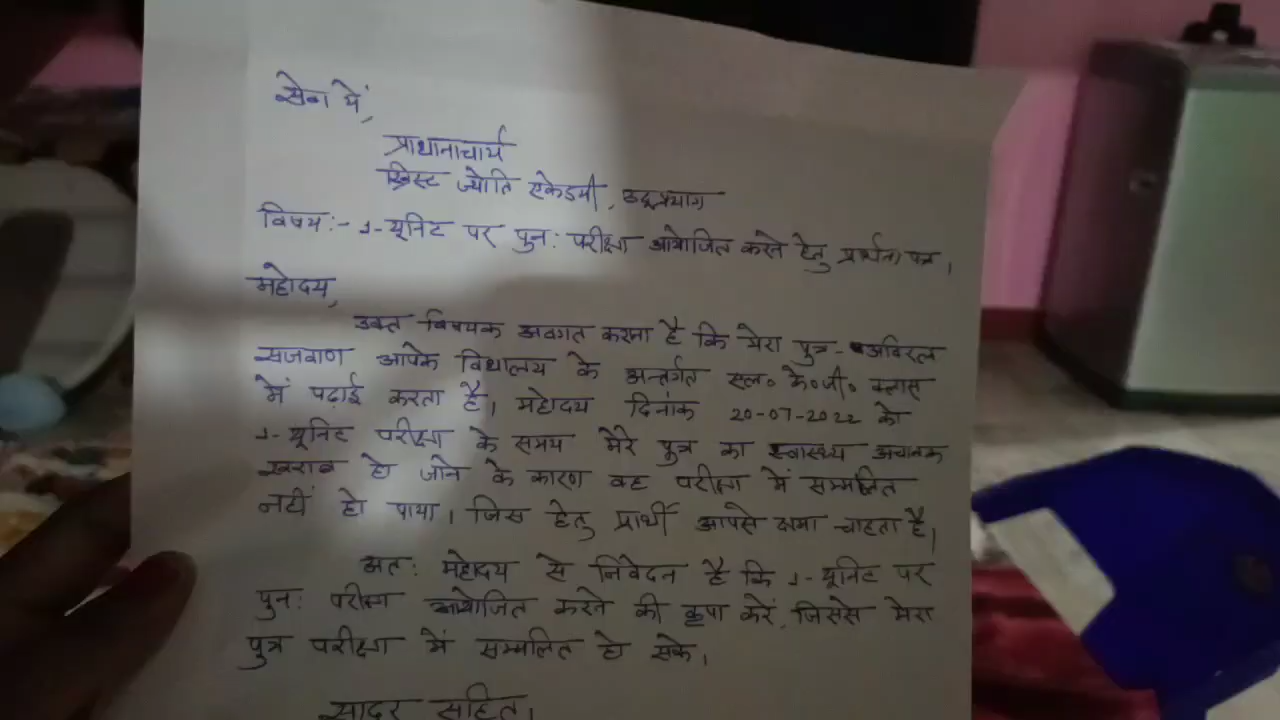 सेवा में,
प्राधानाचार्य
ख्रिस्ट ज्योति एकेडमी, रुद्रप्रयाग
विषय:- 1-यूनिट पर पुन: परीक्षा आयोजित करने हेतु प्रार्थना पत्र।
महोदय,
उक्त विषयक अवगत करना है कि मेरा पुत्र - अविरल
सजवाण आपके विधालय के अन्तर्गत एल० के०जी० क्लास
में पढ़ाई करता है। महोदय दिनांक 20-07-2022 को
1-यूनिट परीक्षा के समय मेरे पुत्र का स्वास्थ्य अचानक
खराब हो जाने के कारण वह परीक्षा में सम्मलित
नहीं हो पाया। जिस हेतु प्रार्थी आपसे क्षमा चाहता है।
अत: महोदय से निवेदन है कि 1-यूनिट पर
पुन: परीक्षा आयोजित करने की कृपा करें, जिससे मेरा
पुत्र परीक्षा में सम्मलित हो सके।
सादर सहित।